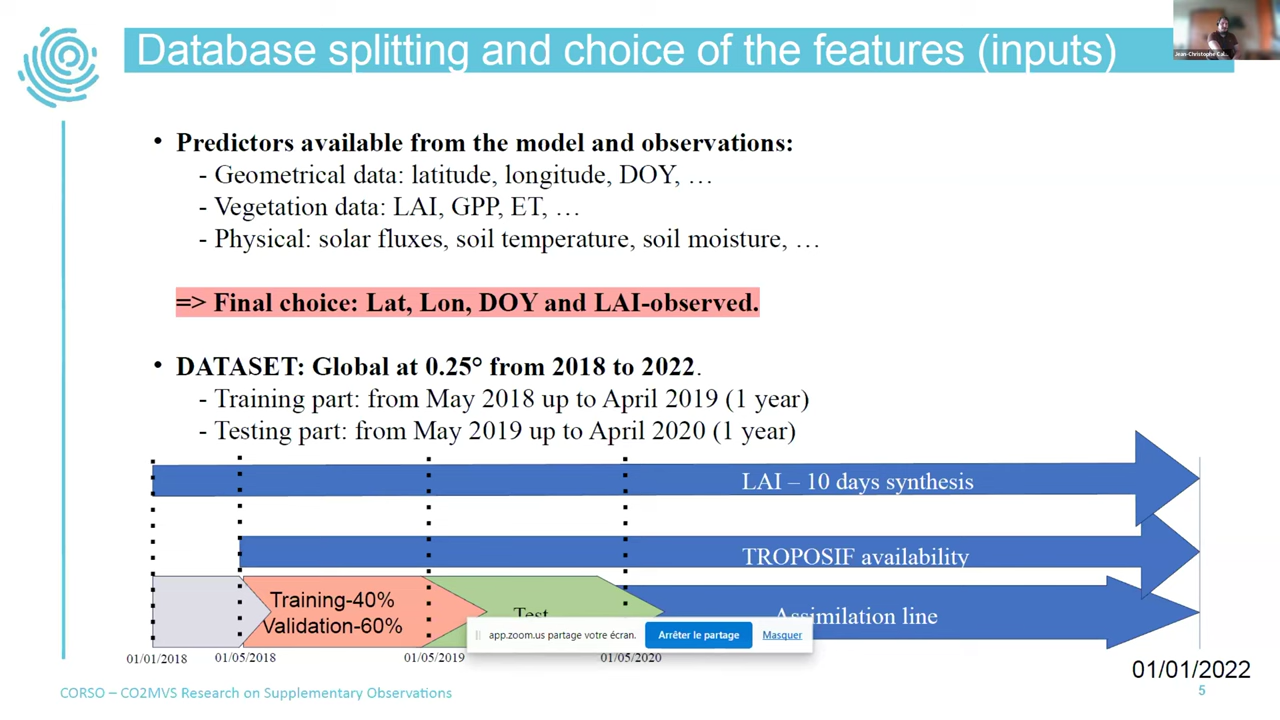 Database splitting and choice of the features (inputs)
Jean-Christophe Cal...
• Predictors available from the model and observations:
- Geometrical data: latitude, longitude, DOY, …
- Vegetation data: LAI, GPP, ET, …
- Physical: solar fluxes, soil temperature, soil moisture, …
=> Final choice: Lat, Lon, DOY and LAI-observed.
• DATASET: Global at 0.25° from 2018 to 2022.
- Training part: from May 2018 up to April 2019 (1 year)
- Testing part: from May 2019 up to April 2020 (1 year)
LAI – 10 days synthesis
TROPOSIF availability
Training-40%
Validation-60%
Test
Assimilation line
app.zoom.us partage votre écran.
Arrêter le partage
Masquer
01/01/2018
01/05/2018
01/05/2019
01/05/2020
01/01/2022
CORSO – CO2MVS Research on Supplementary Observations
5